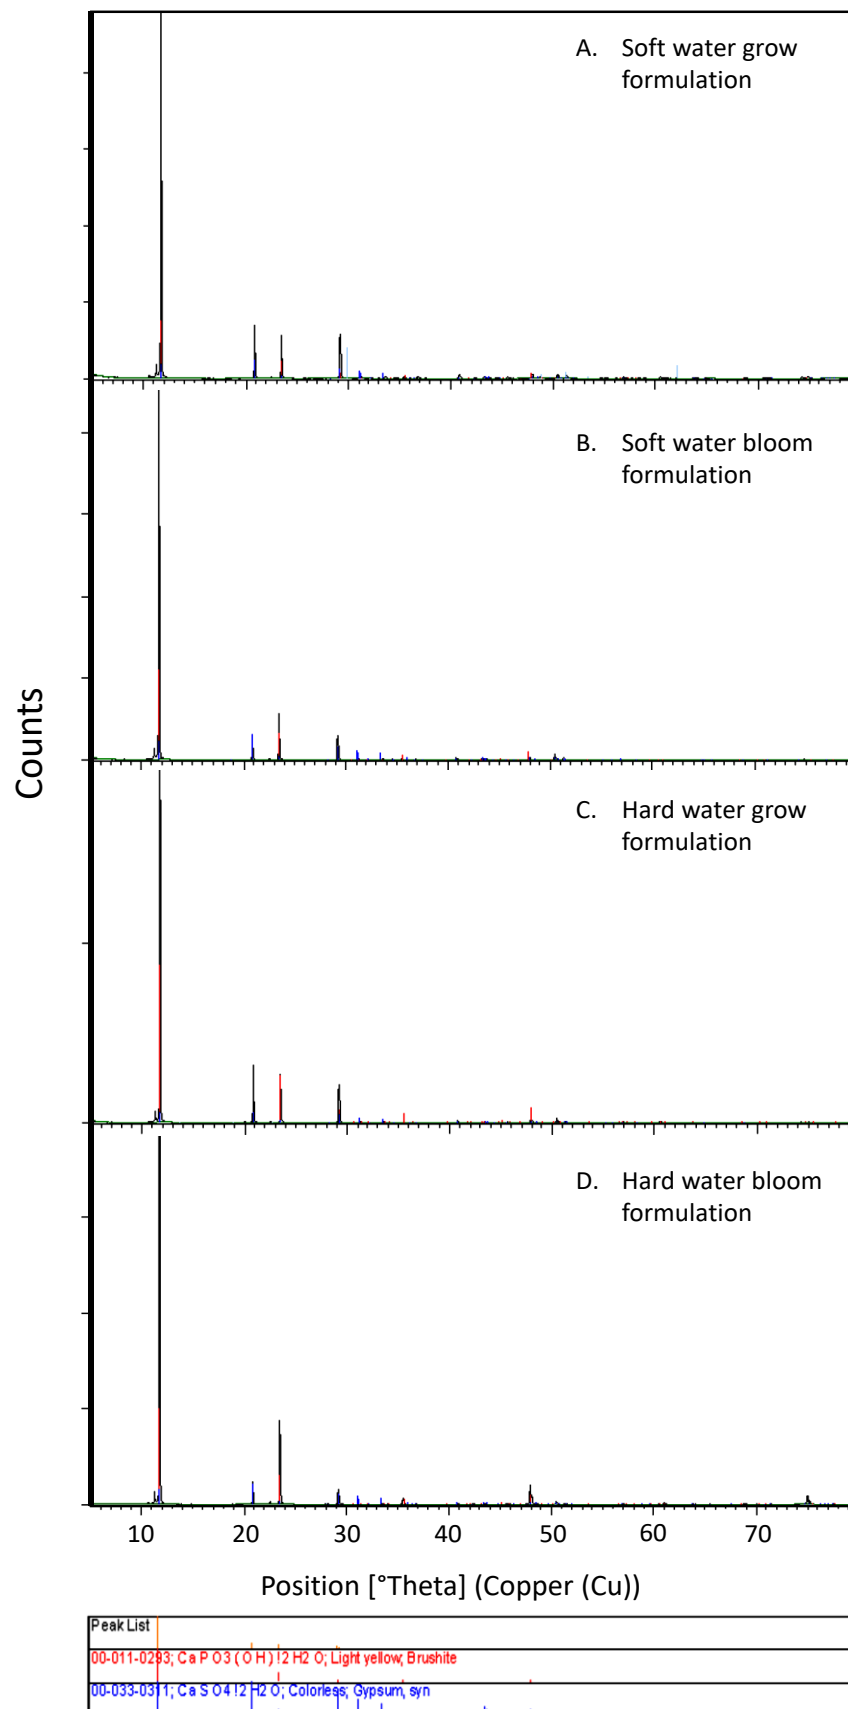 A. Soft water grow
formulation
B. Soft water bloom
formulation
Counts
C. Hard water grow
formulation
D. Hard water bloom
formulation
10 20 30 40 50 60 70
Position [°Theta] (Copper (Cu))
Peak List
00-011-0293; Ca P O3 ( O H ) !2 H2 O; Light yellow; Brushite
00-033-0311; Ca S O4 !2 H2 O; Colorless; Gypsum, syn